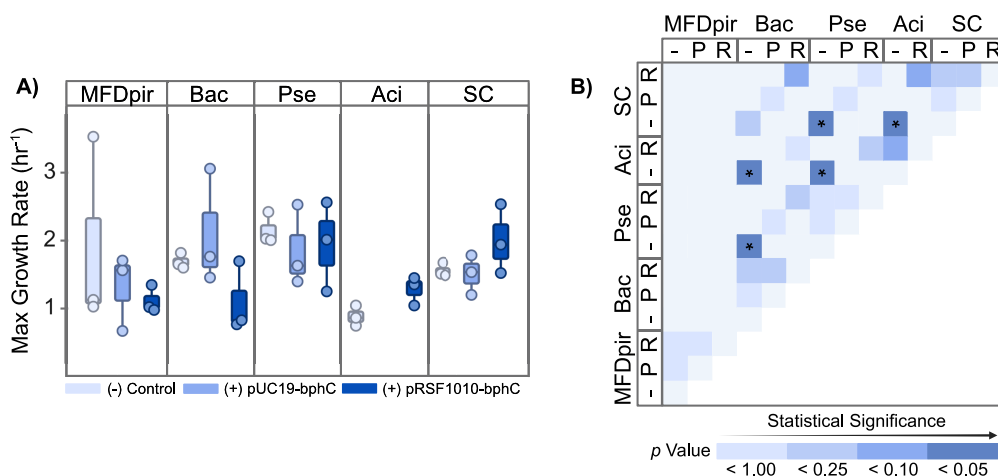 A)
MFDpir Bac Pse Aci SC
Max Growth Rate (hr⁻¹)
3
2
1
(-) Control (+) pUC19-bphC (+) pRSF1010-bphC
B)
MFDpir Bac Pse Aci SC
- P R - P R - P R - R - P R
SC
R
P
-
Aci
R
-
Pse
R
P
-
Bac
R
P
-
MFDpir
R
P
-
*
*
*
*
*
Statistical Significance
p Value
< 1.00 < 0.25 < 0.10 < 0.05